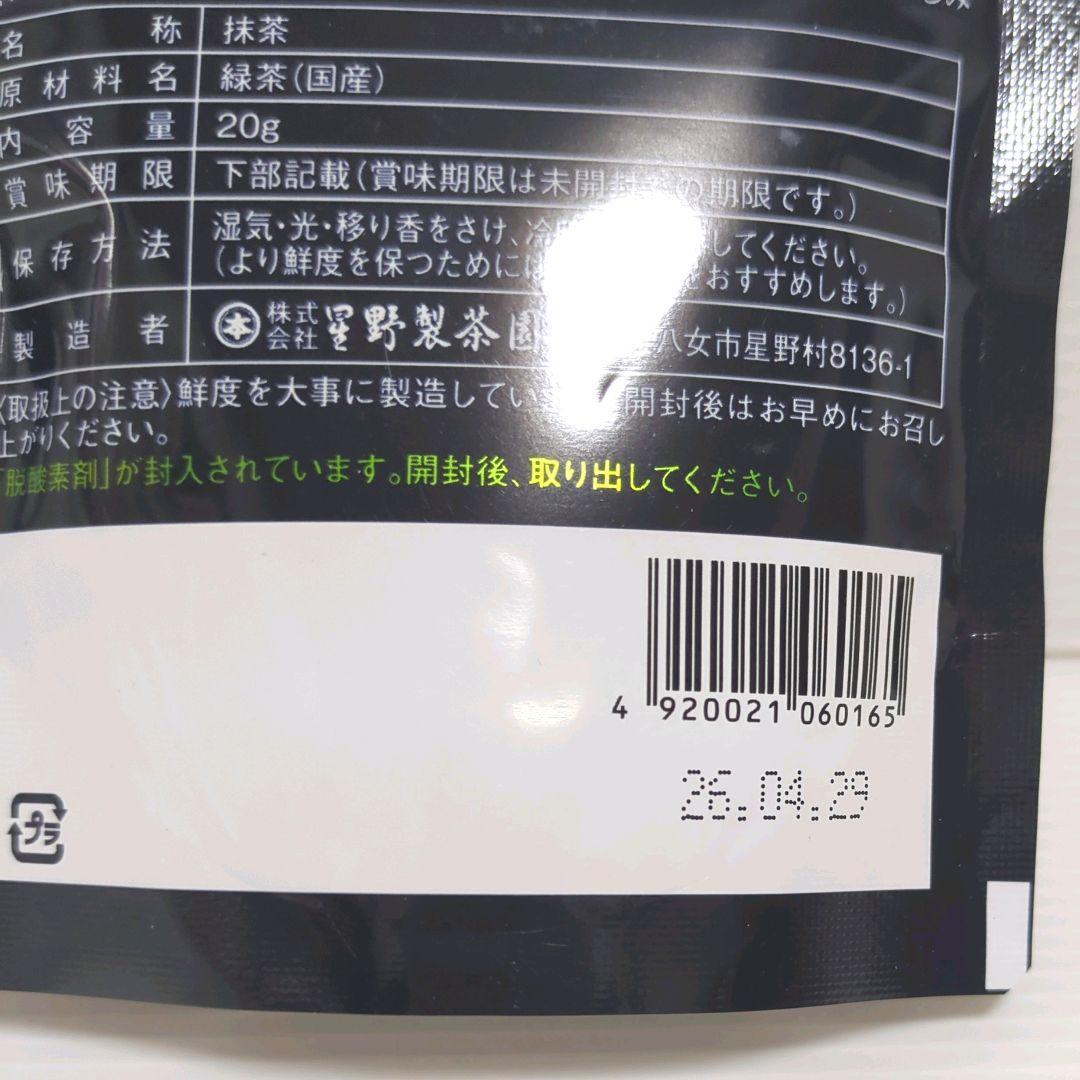 名称 抹茶
原材料名 緑茶（国産）
内容量 20g
賞味期限 下部記載（賞味期限は未開封の期限です。）
保存方法 湿気・光・移り香をさけ、冷してください。
（より鮮度を保つためにおすすめします。）
製造者 本 株式会社 星野製茶園 八女市星野村8136-1
〈取扱上の注意〉鮮度を大事に製造してい開封後はお早めにお召し
上がりください。
「脱酸素剤」が封入されています。開封後、取り出してください。
4 920021 060165
26.04.29
プラ